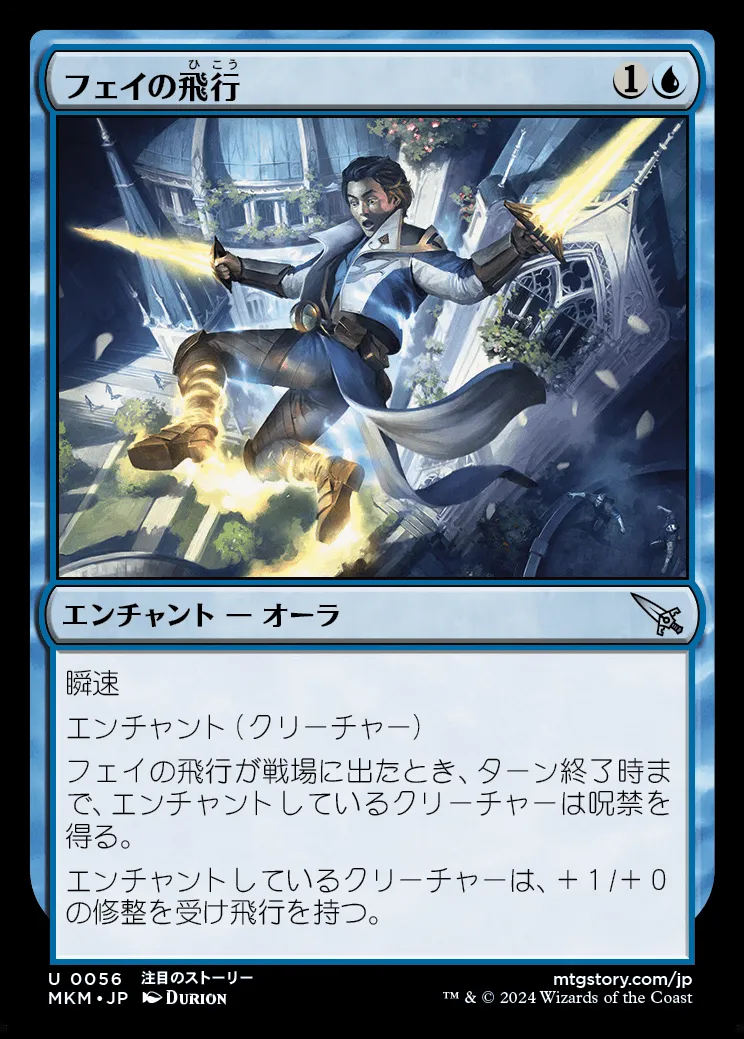 ひこう
フェイの飛行
1
エンチャント — オーラ
瞬速
エンチャント(クリーチャー)
フェイの飛行が戦場に出たとき、ターン終了時ま
で、エンチャントしているクリーチャーは呪禁を
得る。
エンチャントしているクリーチャーは、+1/+0
の修整を受け飛行を持つ。
U 0056 注目のストーリー mtgstory.com/jp
MKM • JP DURION ™ & © 2024 Wizards of the Coast